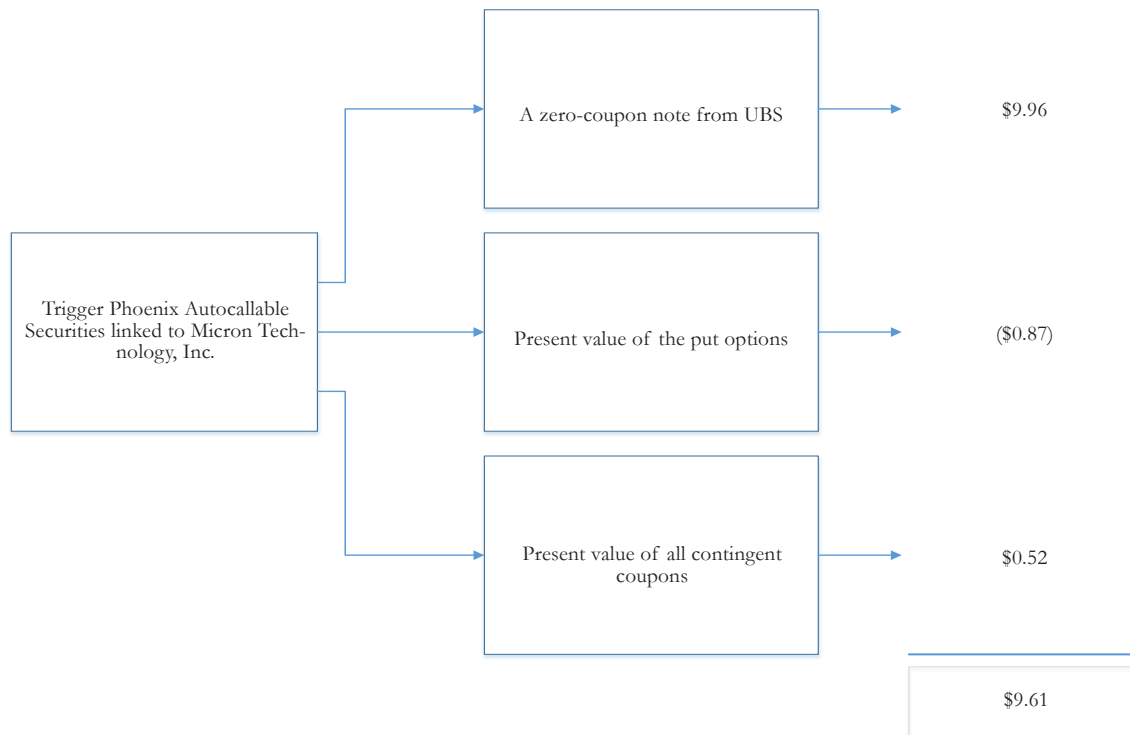 A zero-coupon note from UBS
$9.96
Trigger Phoenix Autocallable
Securities linked to Micron Tech-
nology, Inc.
Present value of the put options
($0.87)
Present value of all contingent
coupons
$0.52
$9.61